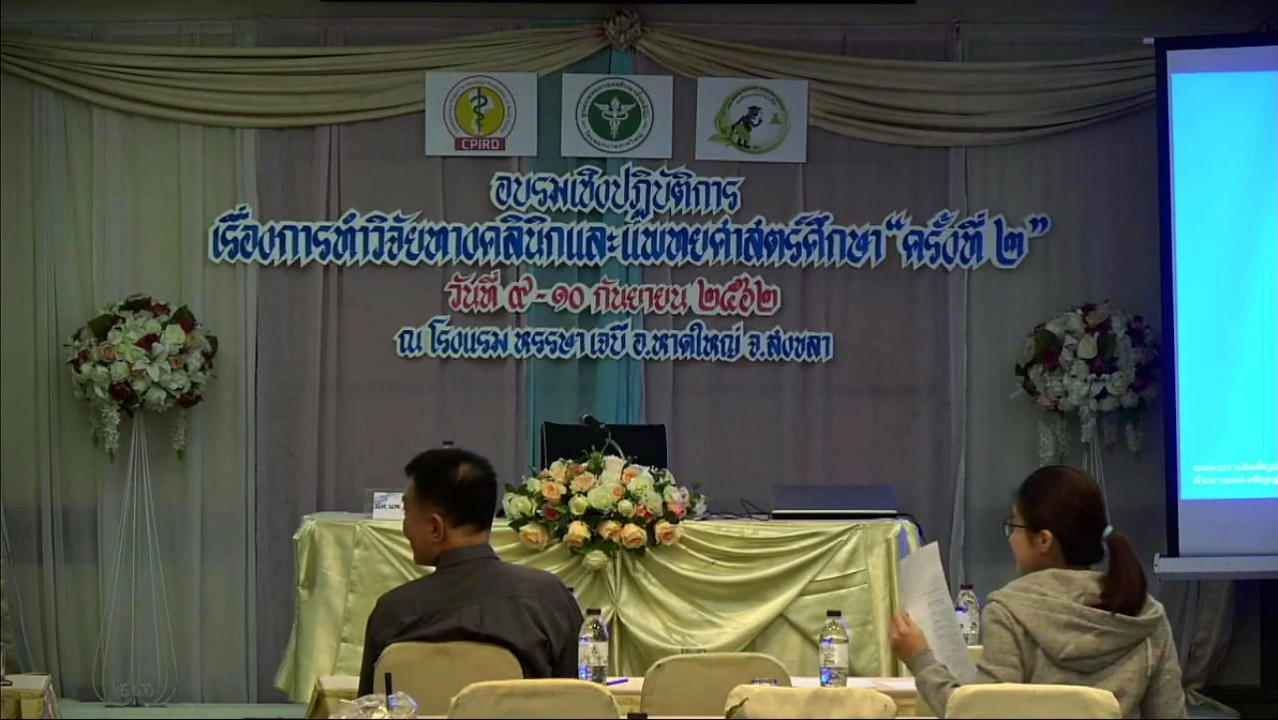 CPIRD
อบรมเชิงปฏิบัติการ
เรื่องการทำวิจัยทางคลินิกและแพทยศาสตร์ศึกษา“ครั้งที่ ๒”
วันที่ ๙-๑๐ กันยายน ๒๕๖๒
ณ โรงแรม หรรษา เจบี อ.หาดใหญ่ จ.สงขลา